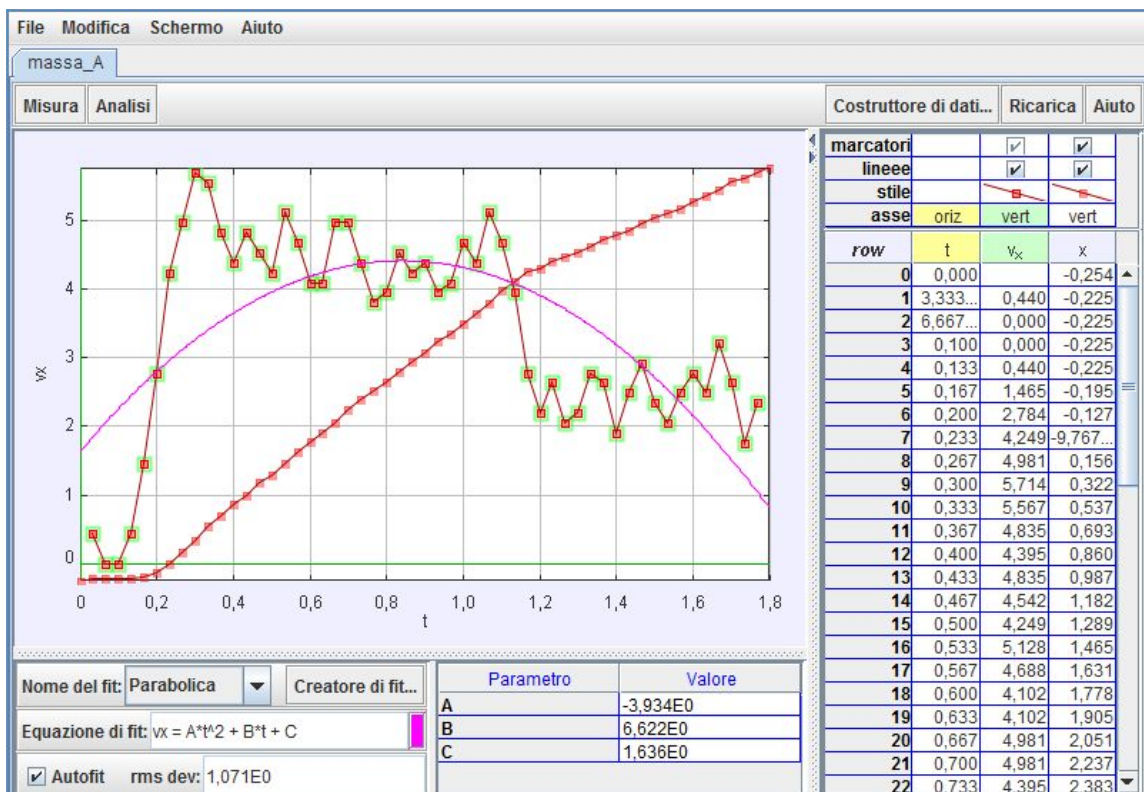 File Modifica Schermo Aiuto
massa_A
Misura Analisi Costruttore di dati... Ricarica Aiuto
marcatori
lineee
stile
asse oriz vert vert
row t vx x
0 0,000 -0,254
1 3,333... 0,440 -0,225
2 6,667... 0,000 -0,225
3 0,100 0,000 -0,225
4 0,133 0,440 -0,225
5 0,167 1,465 -0,195
6 0,200 2,784 -0,127
7 0,233 4,249 -9,767...
8 0,267 4,981 0,156
9 0,300 5,714 0,322
10 0,333 5,567 0,537
11 0,367 4,835 0,693
12 0,400 4,395 0,860
13 0,433 4,835 0,987
14 0,467 4,542 1,182
15 0,500 4,249 1,289
16 0,533 5,128 1,465
17 0,567 4,688 1,631
18 0,600 4,102 1,778
19 0,633 4,102 1,905
20 0,667 4,981 2,051
21 0,700 4,981 2,237
22 0,733 4,395 2,383
5
4
3
2
1
0
vx
0 0,2 0,4 0,6 0,8 1,0 1,2 1,4 1,6 1,8
t
Nome del fit: Parabolica Creatore di fit...
Equazione di fit: vx = A*t^2 + B*t + C
Autofit rms dev: 1,071E0
Parametro Valore
A -3,934E0
B 6,622E0
C 1,636E0